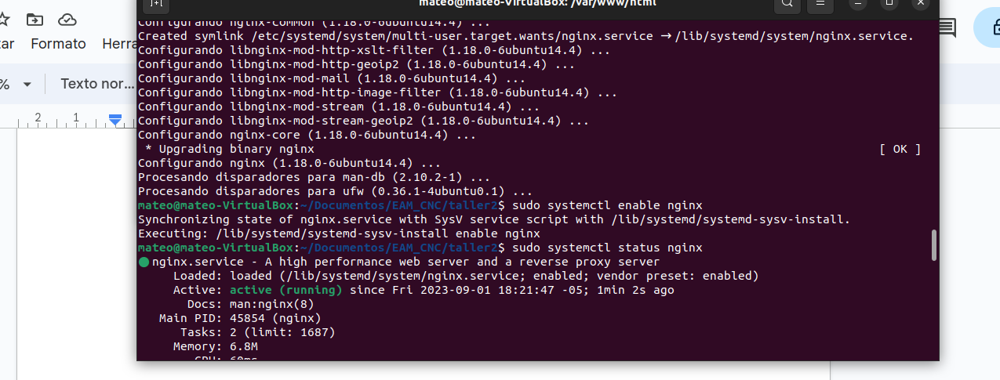 mateo@mateo-VirtualBox: /var/www/html
Configurando nginx-common (1.18.0-6ubuntu14.4) ...
Created symlink /etc/systemd/system/multi-user.target.wants/nginx.service → /lib/systemd/system/nginx.service.
Configurando libnginx-mod-http-xslt-filter (1.18.0-6ubuntu14.4) ...
Configurando libnginx-mod-http-geoip2 (1.18.0-6ubuntu14.4) ...
Configurando libnginx-mod-mail (1.18.0-6ubuntu14.4) ...
Configurando libnginx-mod-http-image-filter (1.18.0-6ubuntu14.4) ...
Configurando libnginx-mod-stream (1.18.0-6ubuntu14.4) ...
Configurando libnginx-mod-stream-geoip2 (1.18.0-6ubuntu14.4) ...
Configurando nginx-core (1.18.0-6ubuntu14.4) ...
* Upgrading binary nginx [ OK ]
Configurando nginx (1.18.0-6ubuntu14.4) ...
Procesando disparadores para man-db (2.10.2-1) ...
Procesando disparadores para ufw (0.36.1-4ubuntu0.1) ...
mateo@mateo-VirtualBox:~/Documentos/EAM_CNC/taller2$ sudo systemctl enable nginx
Synchronizing state of nginx.service with SysV service script with /lib/systemd/systemd-sysv-install.
Executing: /lib/systemd/systemd-sysv-install enable nginx
mateo@mateo-VirtualBox:~/Documentos/EAM_CNC/taller2$ sudo systemctl status nginx
● nginx.service - A high performance web server and a reverse proxy server
Loaded: loaded (/lib/systemd/system/nginx.service; enabled; vendor preset: enabled)
Active: active (running) since Fri 2023-09-01 18:21:47 -05; 1min 2s ago
Docs: man:nginx(8)
Main PID: 45854 (nginx)
Tasks: 2 (limit: 1687)
Memory: 6.8M
CPU: 60ms
tar Formato Herra
% Texto nor...
2 1